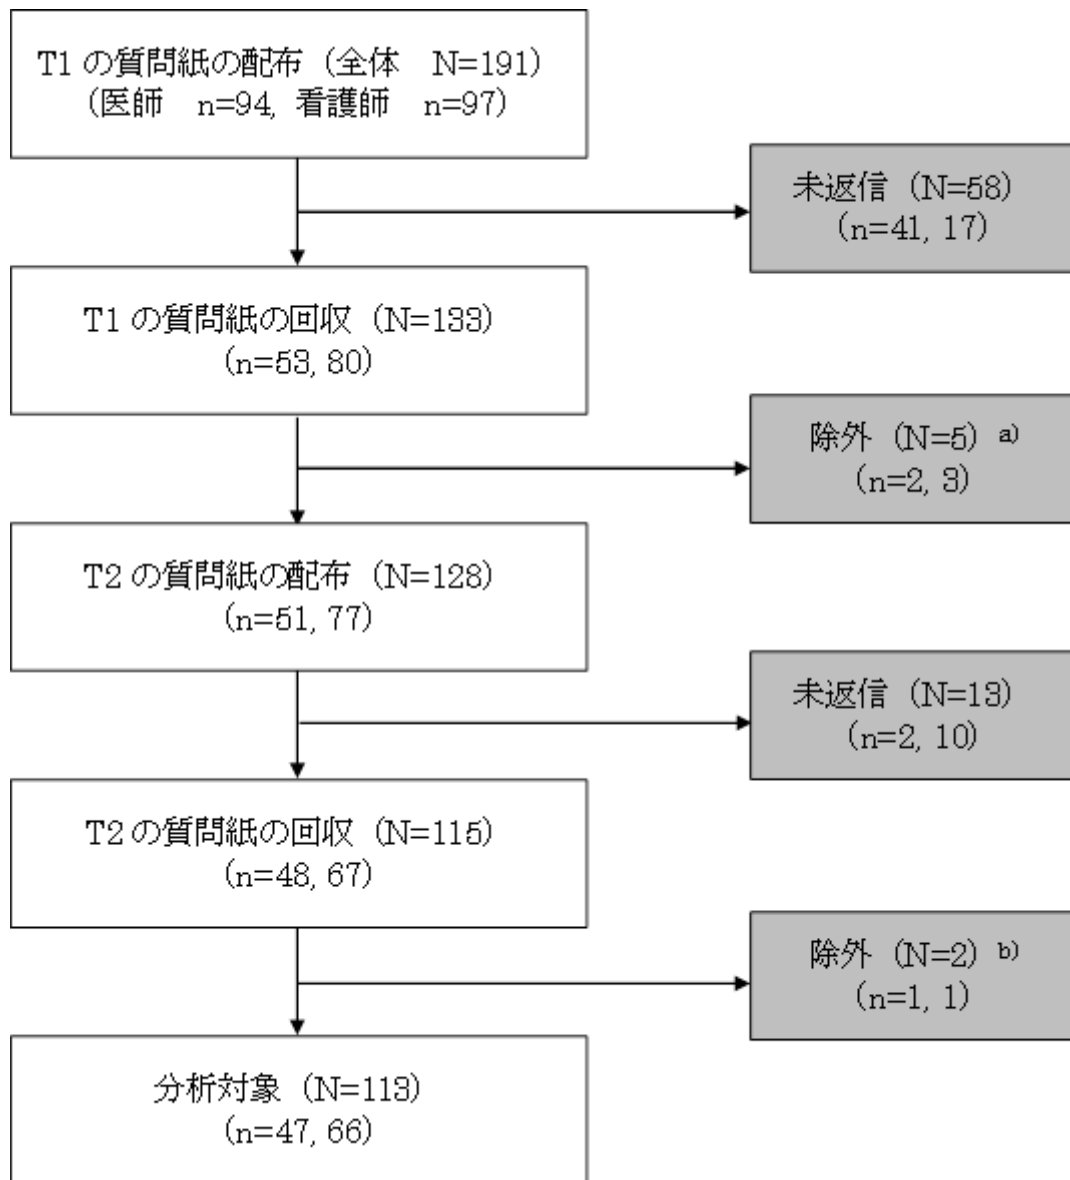 T1 の質問紙の配布 (全体　N=191)
(医師　n=94, 看護師　n=97)
未返信 (N=58)
(n=41, 17)
T1 の質問紙の回収 (N=133)
(n=53, 80)
除外 (N=5) a)
(n=2, 3)
T2 の質問紙の配布 (N=128)
(n=51, 77)
未返信 (N=13)
(n=2, 10)
T2 の質問紙の回収 (N=115)
(n=48, 67)
除外 (N=2) b)
(n=1, 1)
分析対象 (N=113)
(n=47, 66)